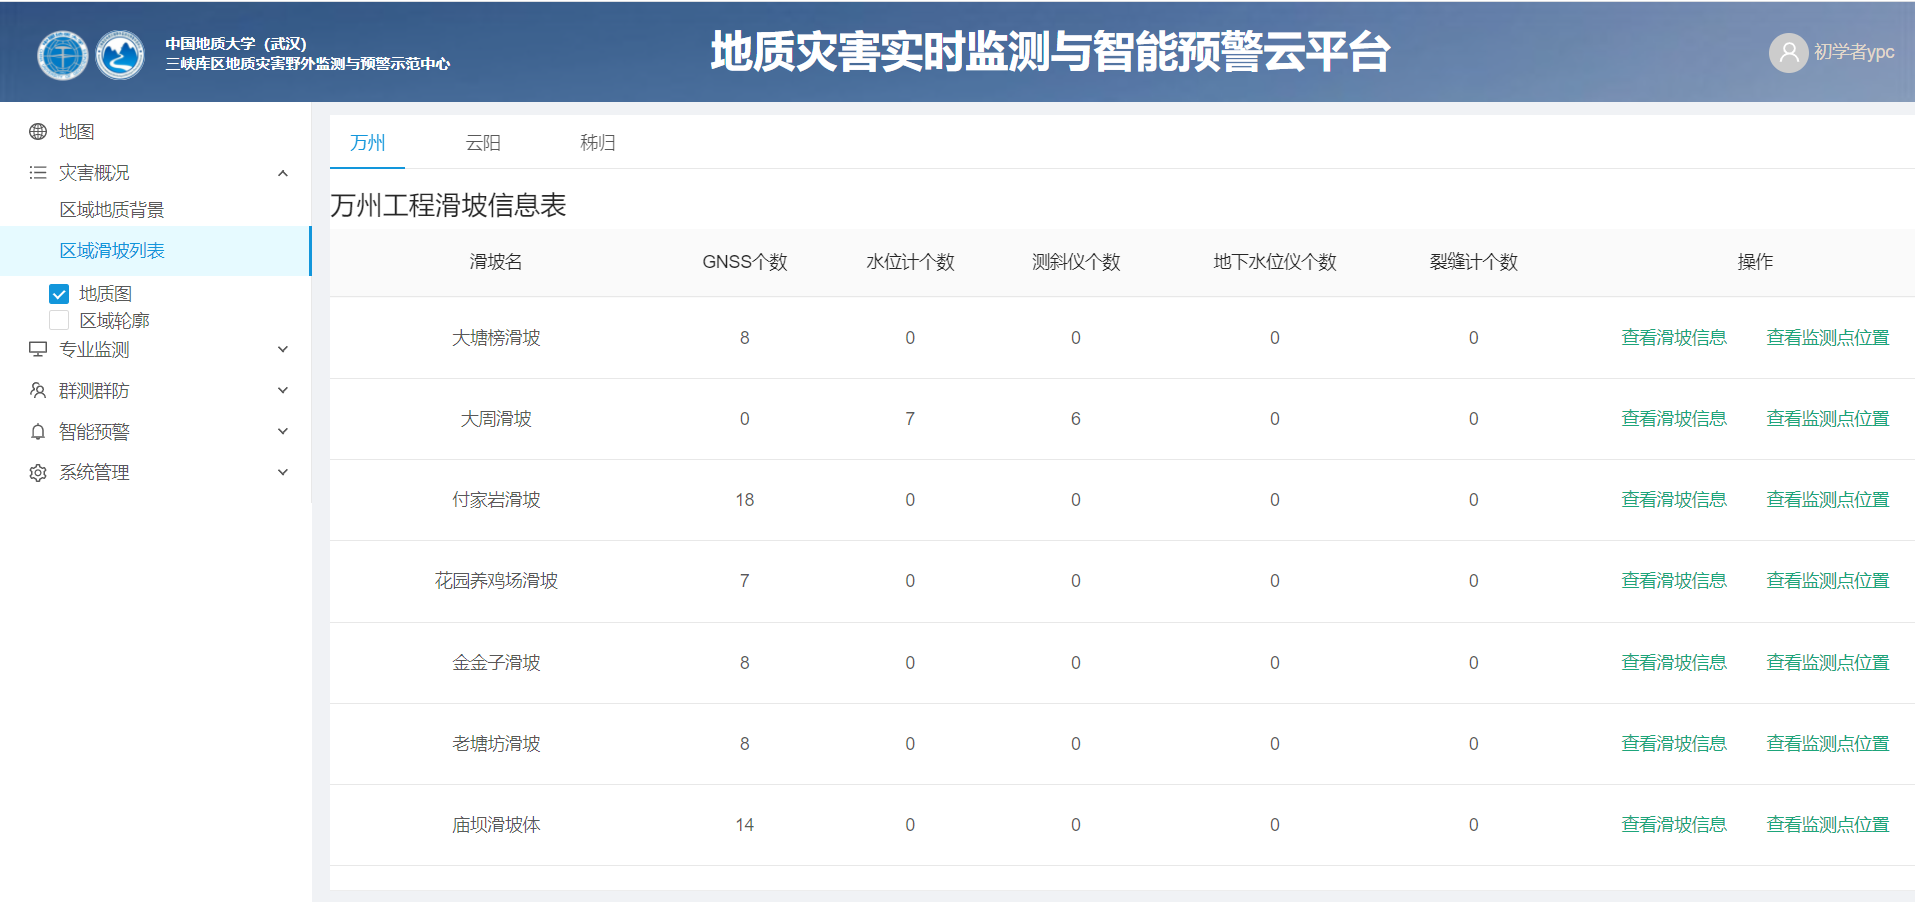 中国地质大学（武汉)
三峡库区地质灾害野外监测与预警示范中心
地质灾害实时监测与智能预警云平台
初学者ypc
地图
灾害概况
区域地质背景
区域滑坡列表
地质图
区域轮廓
专业监测
群测群防
智能预警
系统管理
万州 云阳 秭归
万州工程滑坡信息表
滑坡名 GNSS个数 水位计个数 测斜仪个数 地下水位仪个数 裂缝计个数 操作
大塘榜滑坡 8 0 0 0 0 查看滑坡信息 查看监测点位置
大周滑坡 0 7 6 0 0 查看滑坡信息 查看监测点位置
付家岩滑坡 18 0 0 0 0 查看滑坡信息 查看监测点位置
花园养鸡场滑坡 7 0 0 0 0 查看滑坡信息 查看监测点位置
金金子滑坡 8 0 0 0 0 查看滑坡信息 查看监测点位置
老塘坊滑坡 8 0 0 0 0 查看滑坡信息 查看监测点位置
庙坝滑坡体 14 0 0 0 0 查看滑坡信息 查看监测点位置